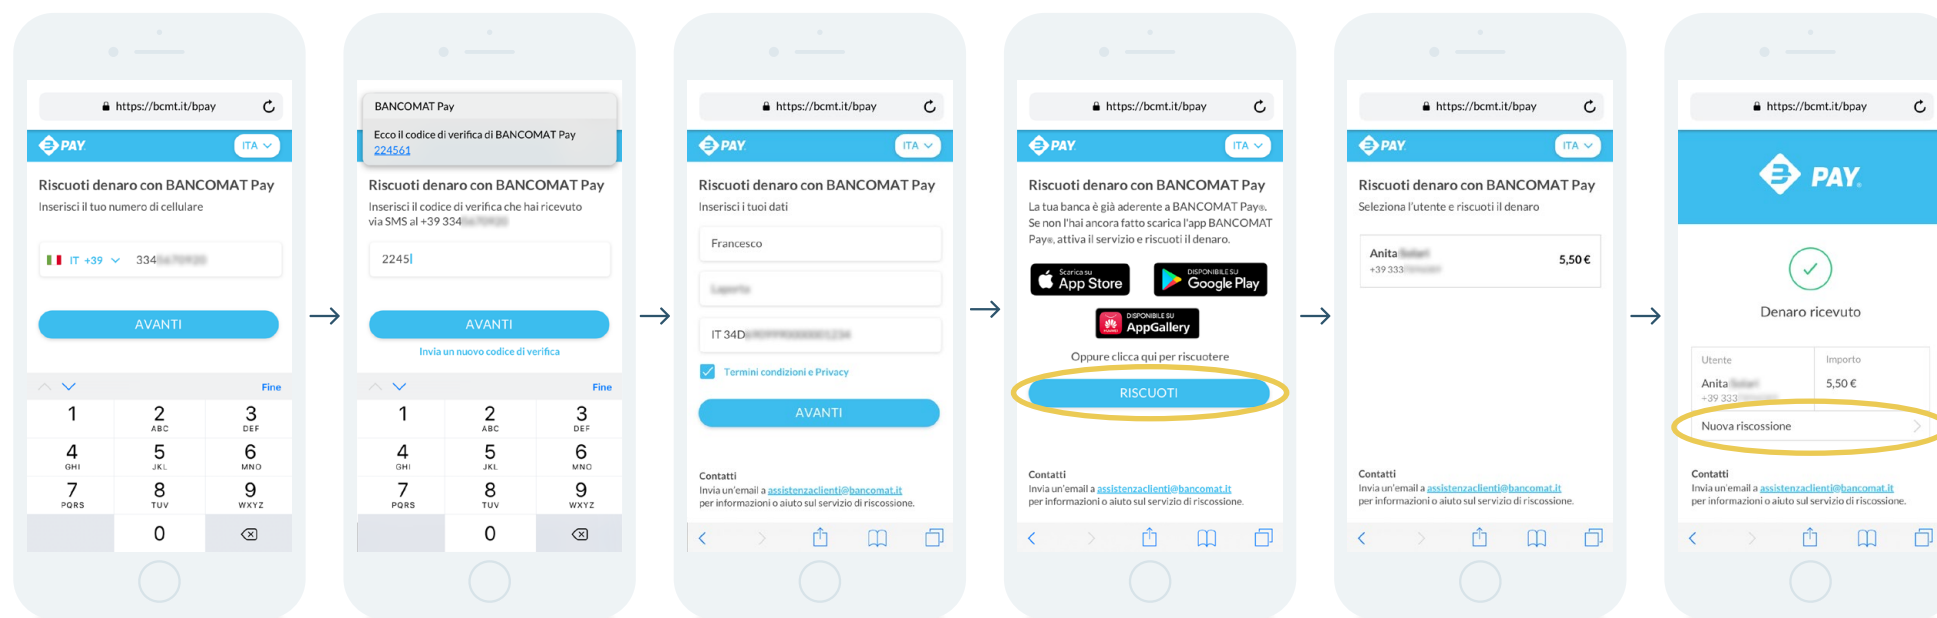 https://bcmt.it/bpay
PAY.
ITA
Riscuoti denaro con BANCOMAT Pay
Inserisci il tuo numero di cellulare
IT +39 334
AVANTI
Fine
1
2 ABC
3 DEF
4 GHI
5 JKL
6 MNO
7 PQRS
8 TUV
9 WXYZ
0
BANCOMAT Pay
Ecco il codice di verifica di BANCOMAT Pay
224561
Riscuoti denaro con BANCOMAT Pay
Inserisci il codice di verifica che hai ricevuto
via SMS al +39 334
2245
AVANTI
Invia un nuovo codice di verifica
Fine
1
2 ABC
3 DEF
4 GHI
5 JKL
6 MNO
7 PQRS
8 TUV
9 WXYZ
0
https://bcmt.it/bpay
PAY.
ITA
Riscuoti denaro con BANCOMAT Pay
Inserisci i tuoi dati
Francesco
IT 34D
Termini condizioni e Privacy
AVANTI
Contatti
Invia un'email a assistenzaclienti@bancomat.it
per informazioni o aiuto sul servizio di riscossione.
https://bcmt.it/bpay
PAY.
ITA
Riscuoti denaro con BANCOMAT Pay
La tua banca è già aderente a BANCOMAT Pay®.
Se non l'hai ancora fatto scarica l'app BANCOMAT
Pay®, attiva il servizio e riscuoti il denaro.
Scarica su
App Store
DISPONIBILE SU
Google Play
DISPONIBILE SU
AppGallery
Oppure clicca qui per riscuotere
RISCUOTI
Contatti
Invia un'email a assistenzaclienti@bancomat.it
per informazioni o aiuto sul servizio di riscossione.
https://bcmt.it/bpay
PAY.
ITA
Riscuoti denaro con BANCOMAT Pay
Seleziona l'utente e riscuoti il denaro
Anita
+39 333
5,50 €
Contatti
Invia un'email a assistenzaclienti@bancomat.it
per informazioni o aiuto sul servizio di riscossione.
https://bcmt.it/bpay
PAY.
Denaro ricevuto
Utente
Importo
Anita
5,50 €
+39 333
Nuova riscossione
Contatti
Invia un'email a assistenzaclienti@bancomat.it
per informazioni o aiuto sul servizio di riscossione.